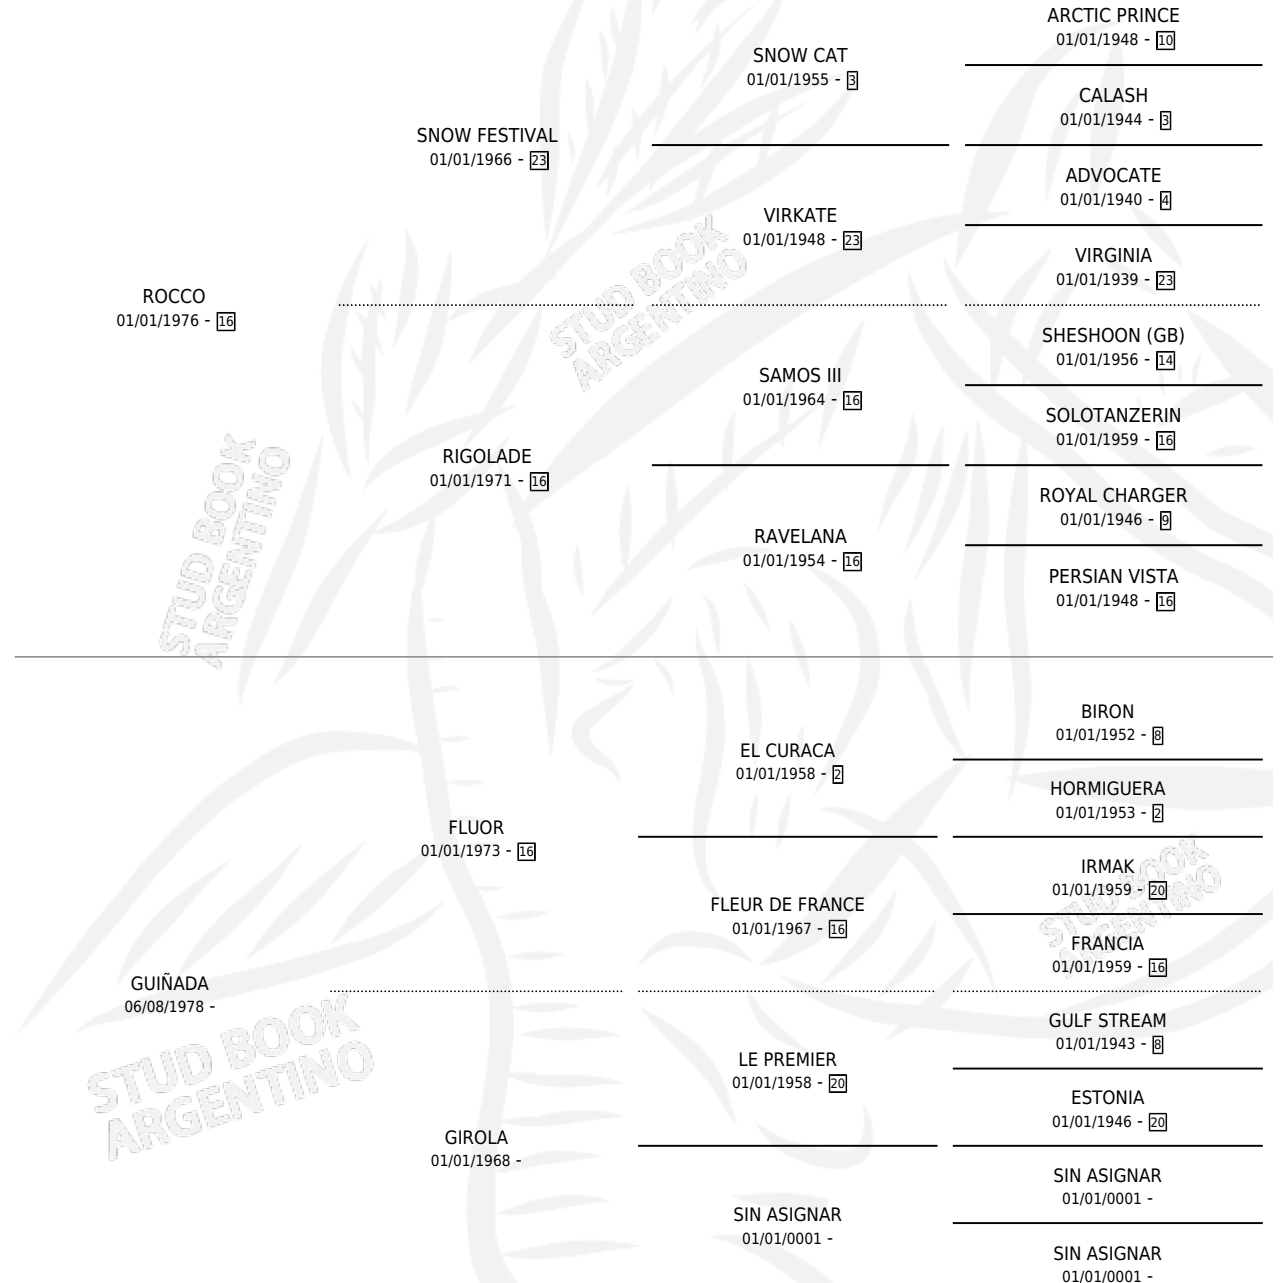 ARCTIC PRINCE
01/01/1948 - 10
SNOW CAT
01/01/1955 - 3
CALASH
01/01/1944 - 3
SNOW FESTIVAL
01/01/1966 - 23
ADVOCATE
01/01/1940 - 4
VIRKATE
01/01/1948 - 23
VIRGINIA
01/01/1939 - 23
ROCCO
01/01/1976 - 16
SHESHOON (GB)
01/01/1956 - 14
SAMOS III
01/01/1964 - 16
SOLOTANZERIN
01/01/1959 - 16
RIGOLADE
01/01/1971 - 16
ROYAL CHARGER
01/01/1946 - 9
RAVELANA
01/01/1954 - 16
PERSIAN VISTA
01/01/1948 - 16
BIRON
01/01/1952 - 8
EL CURACA
01/01/1958 - 2
HORMIGUERA
01/01/1953 - 2
FLUOR
01/01/1973 - 16
IRMAK
01/01/1959 - 20
FLEUR DE FRANCE
01/01/1967 - 16
FRANCIA
01/01/1959 - 16
GUIÑADA
06/08/1978 -
GULF STREAM
01/01/1943 - 8
LE PREMIER
01/01/1958 - 20
ESTONIA
01/01/1946 - 20
GIROLA
01/01/1968 -
SIN ASIGNAR
01/01/0001 -
SIN ASIGNAR
01/01/0001 -
SIN ASIGNAR
01/01/0001 -
STUD BOOK
ARGENTINO
STUD BOOK
ARGENTINO
STUD BOOK
ARGENTINO
STUD BOOK
ARGENTINO